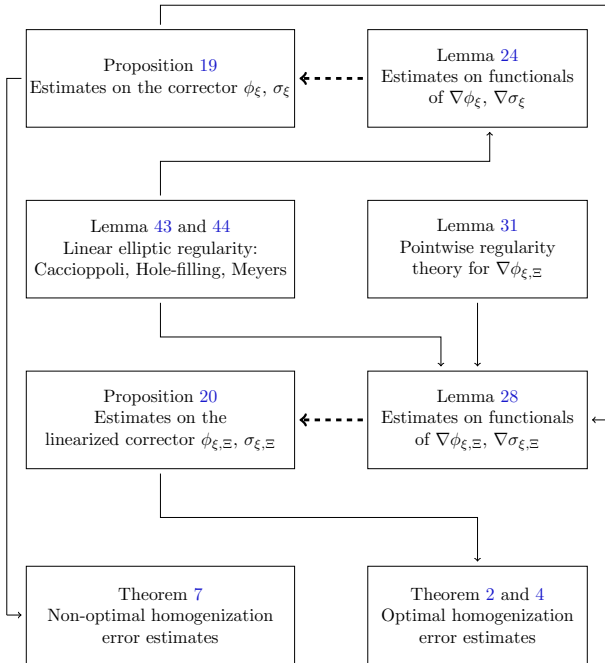 Proposition 19
Estimates on the corrector ϕ_ξ, σ_ξ
Lemma 24
Estimates on functionals
of ∇ϕ_ξ, ∇σ_ξ
Lemma 43 and 44
Linear elliptic regularity:
Caccioppoli, Hole-filling, Meyers
Lemma 31
Pointwise regularity
theory for ∇ϕ_ξ,Ξ
Proposition 20
Estimates on the
linearized corrector ϕ_ξ,Ξ, σ_ξ,Ξ
Lemma 28
Estimates on functionals
of ∇ϕ_ξ,Ξ, ∇σ_ξ,Ξ
Theorem 7
Non-optimal homogenization
error estimates
Theorem 2 and 4
Optimal homogenization
error estimates